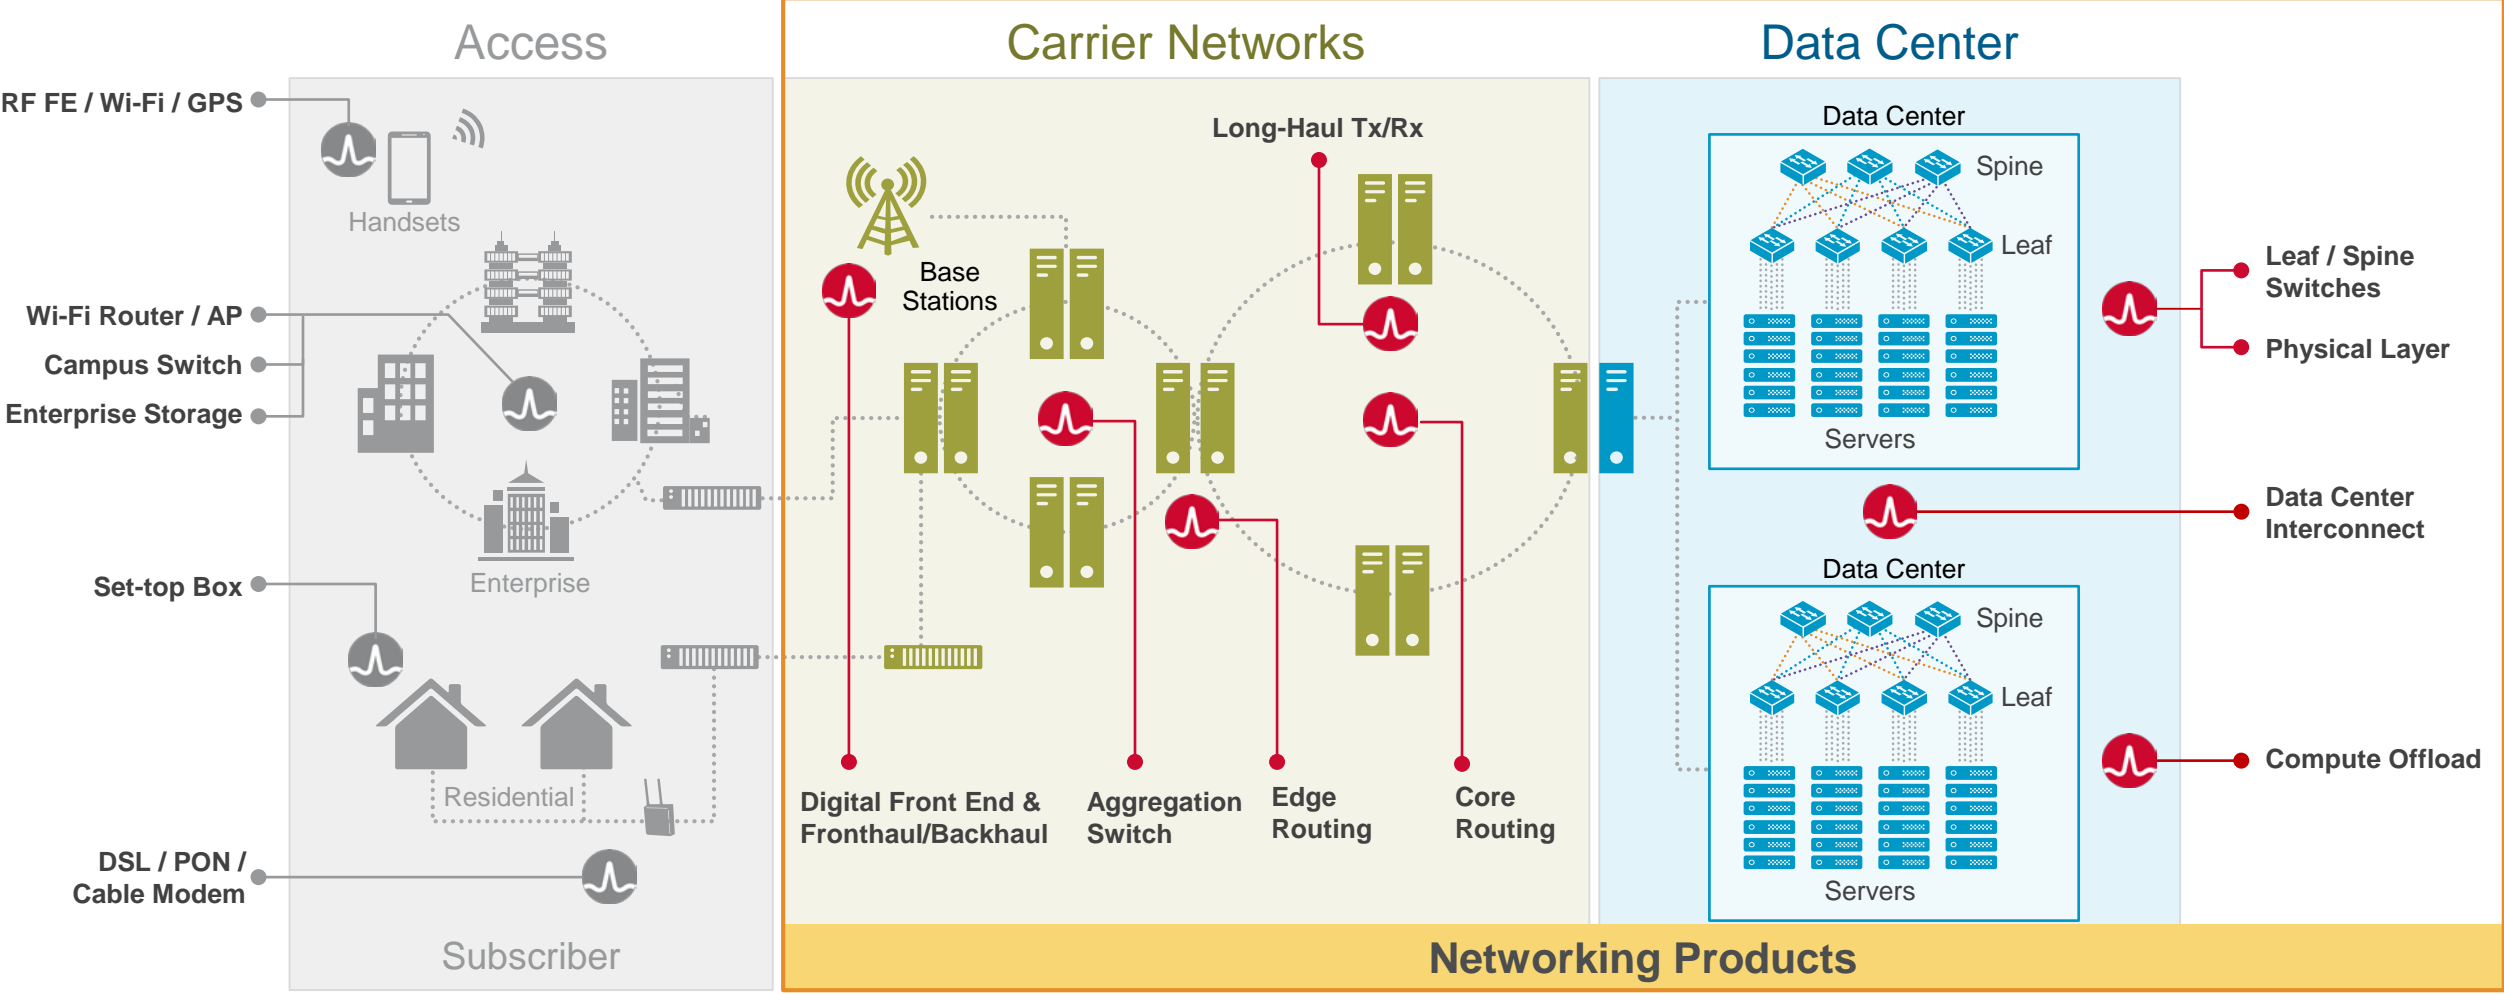 Access
Carrier Networks
Data Center
RF FE / Wi-Fi / GPS
Handsets
Wi-Fi Router / AP
Campus Switch
Enterprise Storage
Enterprise
Set-top Box
Residential
DSL / PON /
Cable Modem
Subscriber
Long-Haul Tx/Rx
Base
Stations
Digital Front End &
Fronthaul/Backhaul
Aggregation
Switch
Edge
Routing
Core
Routing
Data Center
Spine
Leaf
Servers
Data Center
Spine
Leaf
Servers
Leaf / Spine
Switches
Physical Layer
Data Center
Interconnect
Compute Offload
Networking Products